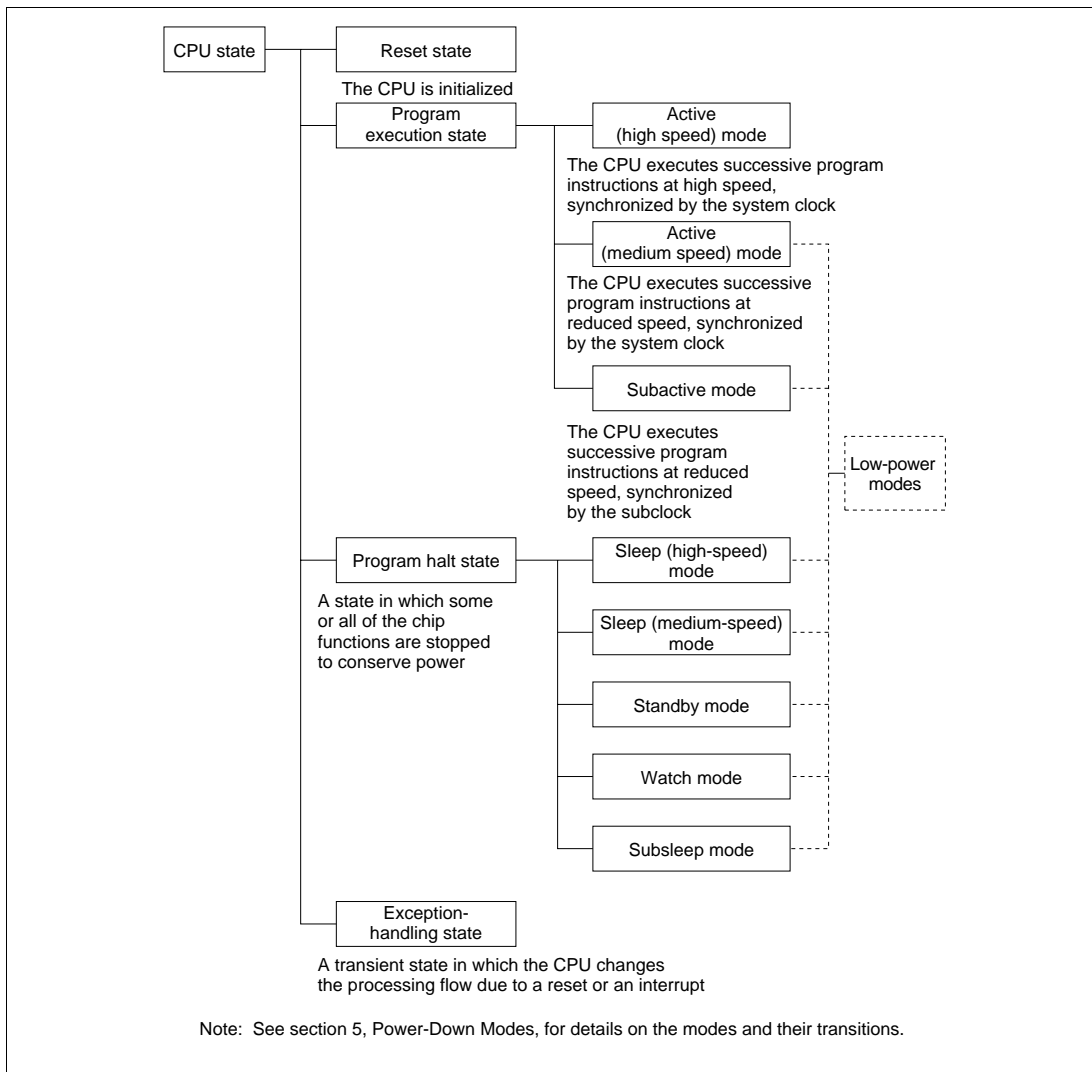 CPU state
Reset state
The CPU is initialized
Program
execution state
Active
(high speed) mode
The CPU executes successive program
instructions at high speed,
synchronized by the system clock
Active
(medium speed) mode
The CPU executes successive
program instructions at
reduced speed, synchronized
by the system clock
Subactive mode
The CPU executes
successive program
instructions at reduced
speed, synchronized
by the subclock
Low-power
modes
Program halt state
A state in which some
or all of the chip
functions are stopped
to conserve power
Sleep (high-speed)
mode
Sleep (medium-speed)
mode
Standby mode
Watch mode
Subsleep mode
Exception-
handling state
A transient state in which the CPU changes
the processing flow due to a reset or an interrupt
Note: See section 5, Power-Down Modes, for details on the modes and their transitions.